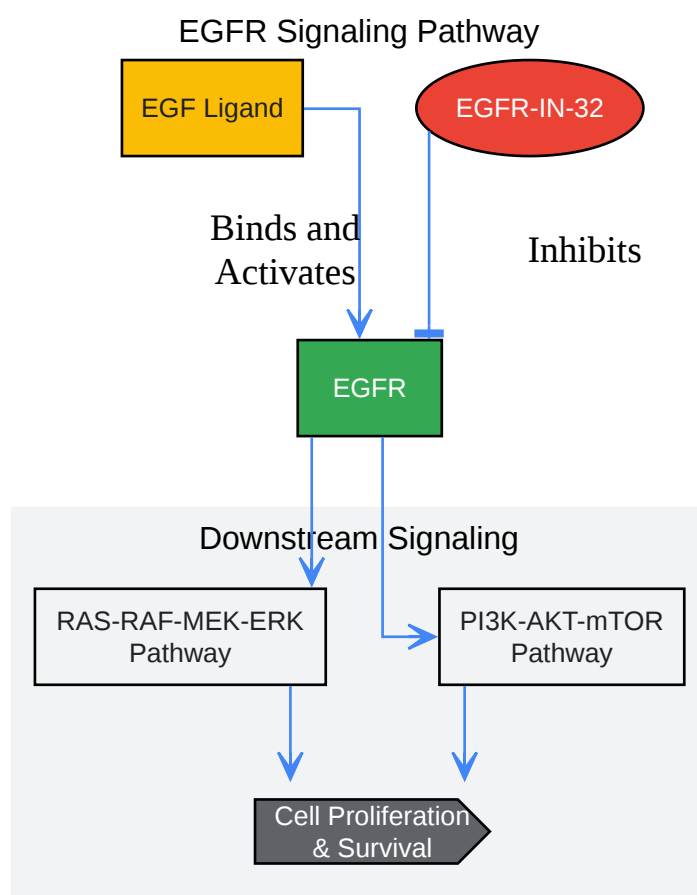 EGFR Signaling Pathway
EGF Ligand
EGFR-IN-32
Binds and
Activates
Inhibits
EGFR
Downstream Signaling
RAS-RAF-MEK-ERK
Pathway
PI3K-AKT-mTOR
Pathway
Cell Proliferation
& Survival